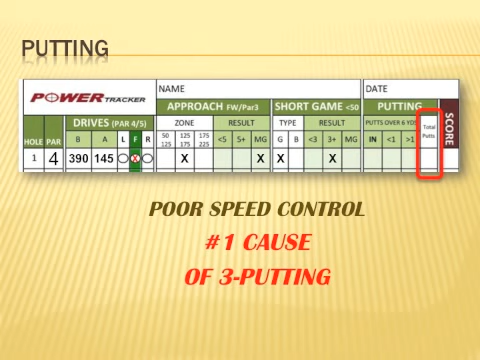 PUTTING
NAME
DATE
POWER TRACKER
APPROACH FW/Par3
SHORT GAME <50
PUTTING
SCORE
DRIVES (PAR 4/5)
ZONE
RESULT
TYPE
RESULT
PUTTS OVER 6 YDS
Total Putts
HOLE PAR B A L F R
50 125
125 175
175 225
<5 5+ MG G B <3 3+ MG IN <1 >1
1 4 390 145 X X X X X
POOR SPEED CONTROL
#1 CAUSE
OF 3-PUTTING